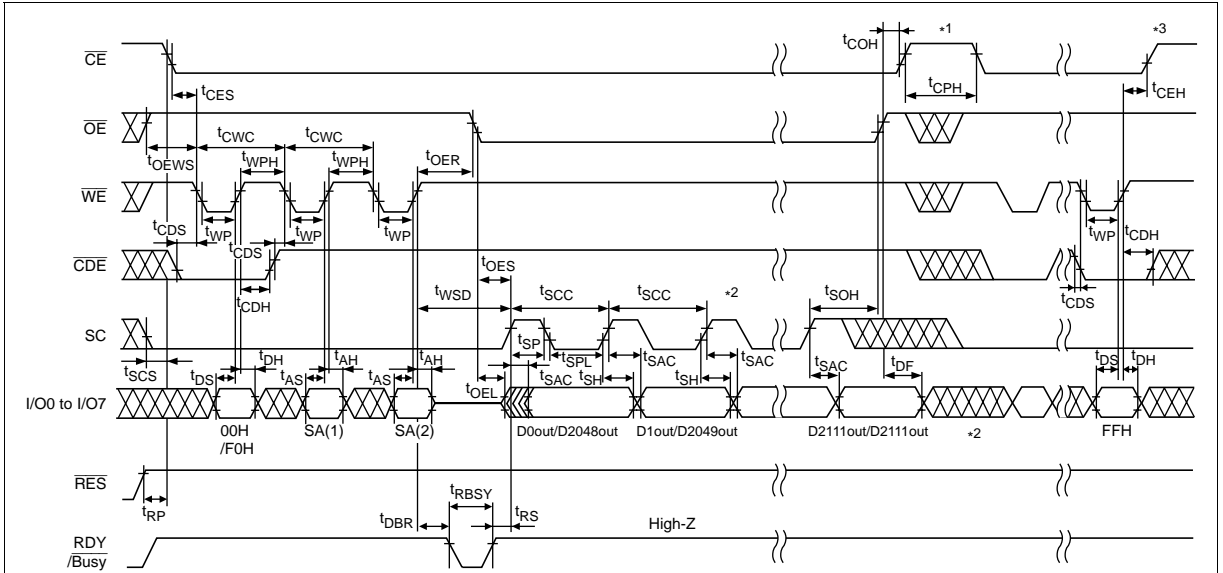 tCOH *1 *3
CE
tCES tCPH tCEH
OE
tCWC tCWC
tOEWS tWPH tWPH tOER
WE
tCDS tWP tCDS tWP tWP tWP tCDH
CDE
tOES
tCDH tWSD tSCC tSCC *2 tSOH tCDS
SC
tSP tSPL tSAC tSAC
tSCS tDS tDH tAS tAH tAS tAH tOEL tSAC tSH tSH tSAC tDF tDS tDH
I/O0 to I/O7
00H /F0H SA(1) SA(2) D0out/D2048out D1out/D2049out D2111out/D2111out *2 FFH
RES
tRP tRBSY
tDBR tRS High-Z
RDY
/Busy